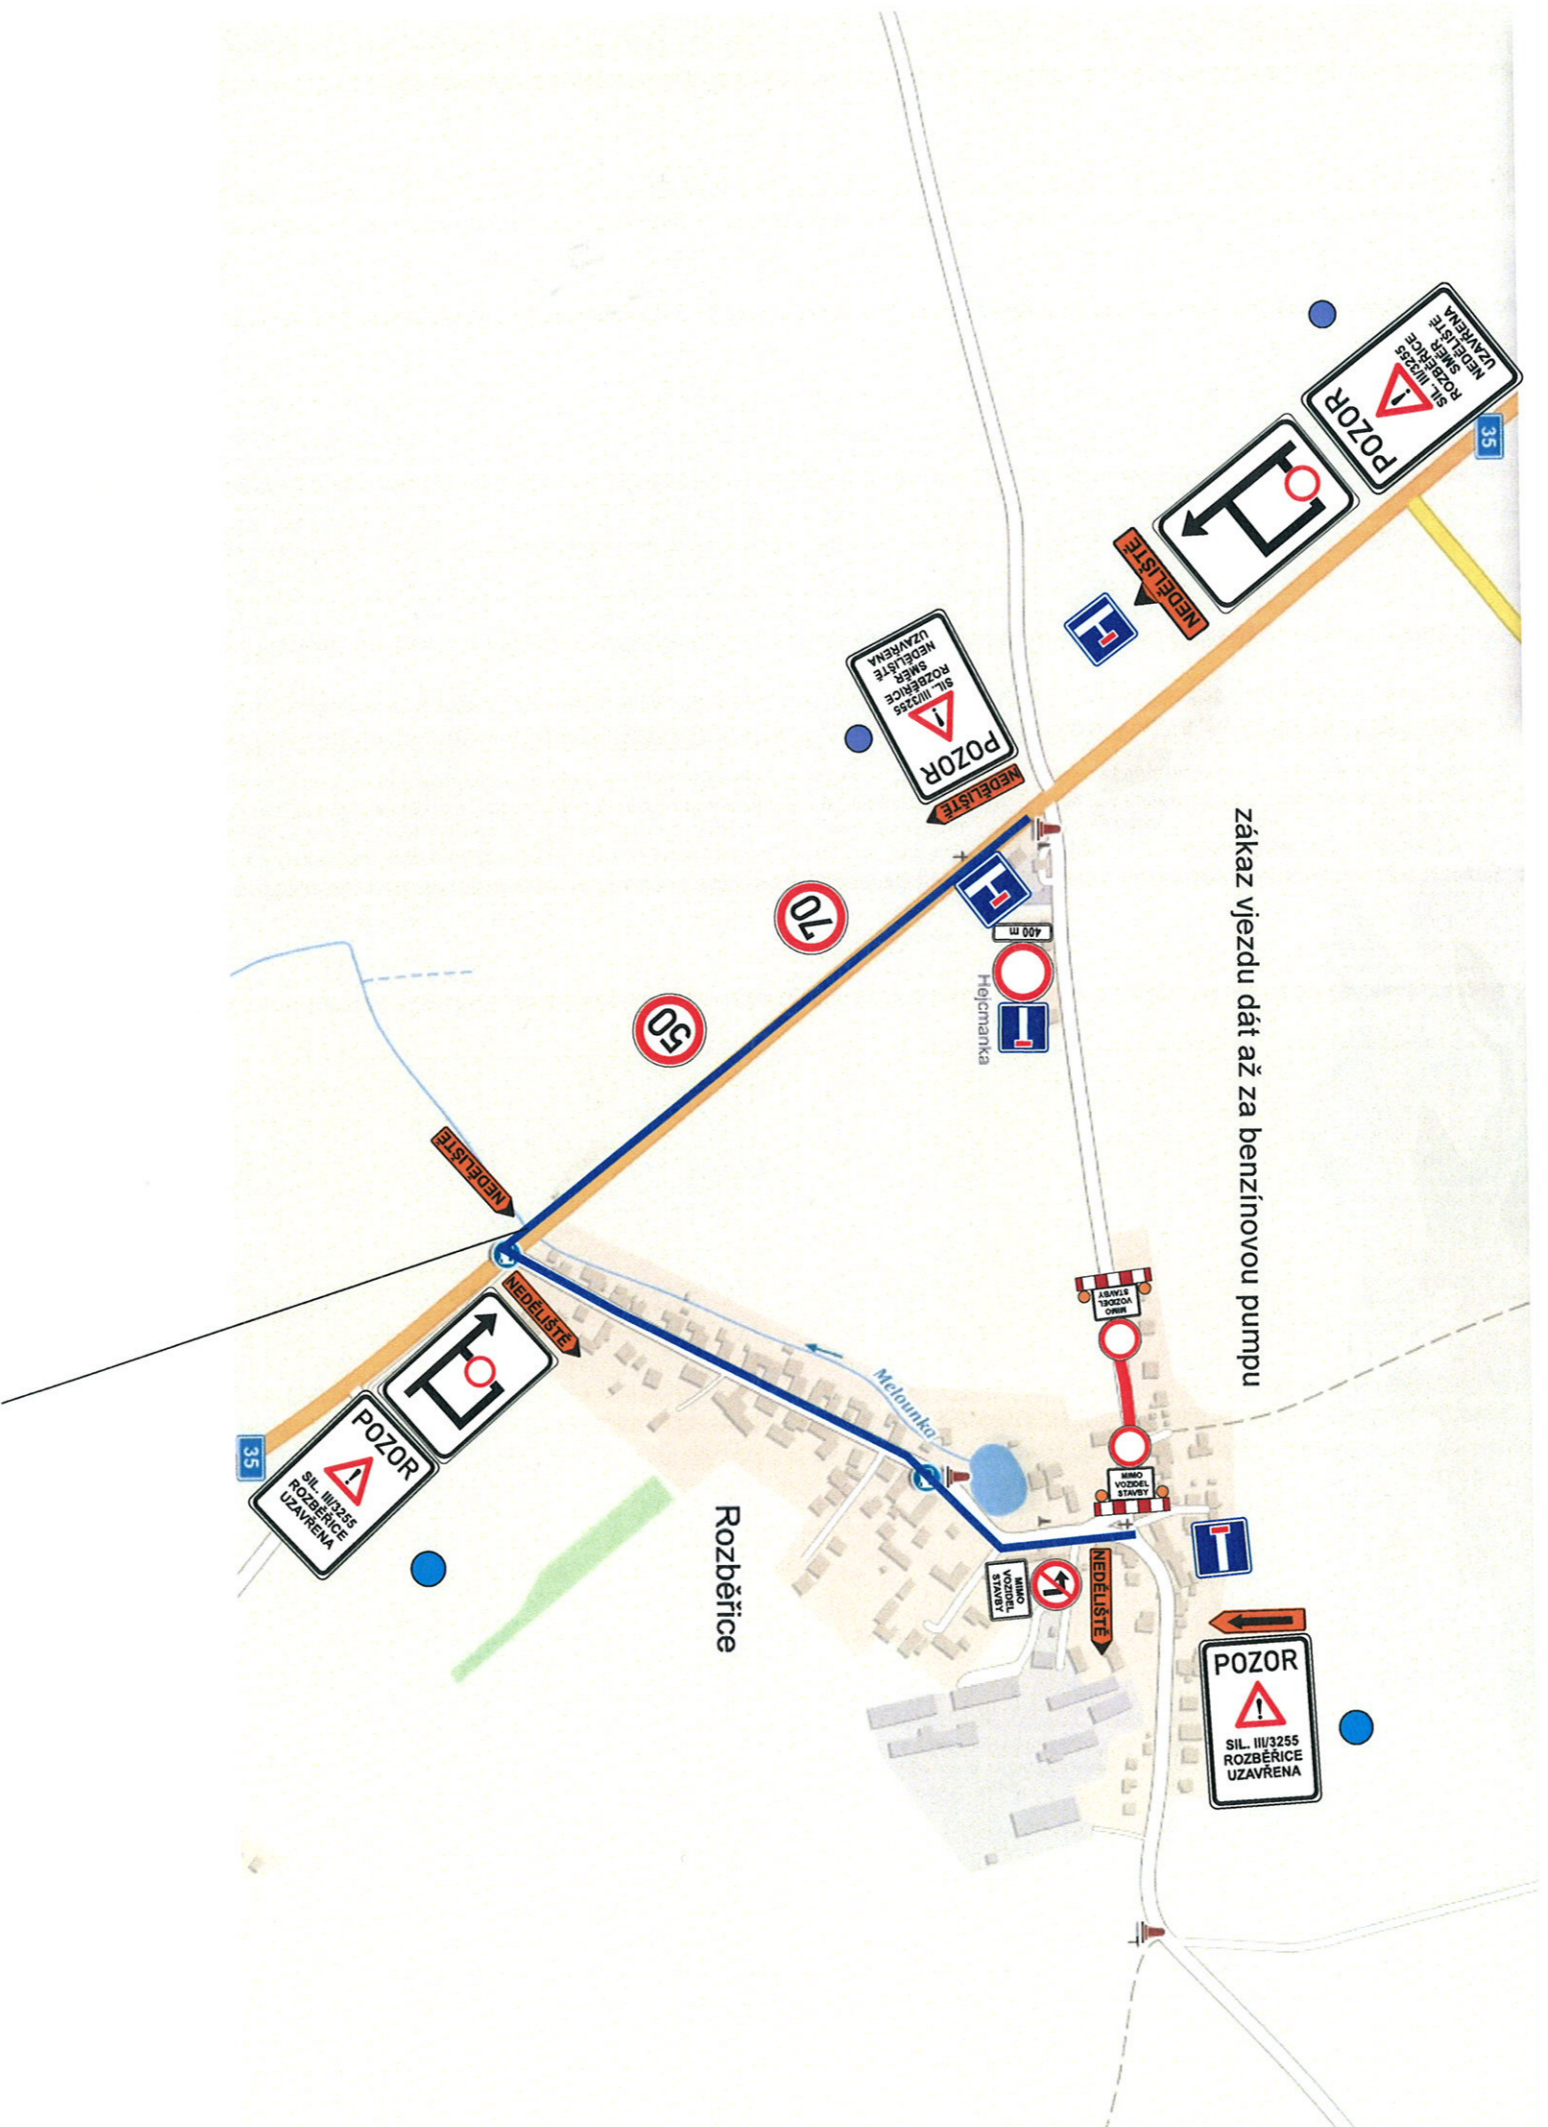 POZOR
SIL. III/3255
ROZBĚŘICE
SMĚR
NEDĚLIŠTĚ
UZAVŘENA
35
NEDĚLIŠTĚ
POZOR
SIL. III/3255
ROZBĚŘICE
SMĚR
NEDĚLIŠTĚ
UZAVŘENA
NEDĚLIŠTĚ
zákaz vjezdu dát až za benzínovou pumpu
400 m
Hejcmanka
70
50
NEDĚLIŠTĚ
NEDĚLIŠTĚ
MIMO
VOZIDEL
STAVBY
MIMO
VOZIDEL
STAVBY
Melounka
35
POZOR
SIL. III/3255
ROZBĚŘICE
UZAVŘENA
Rozběřice
MIMO
VOZIDEL
STAVBY
NEDĚLIŠTĚ
POZOR
SIL. III/3255
ROZBĚŘICE
UZAVŘENA